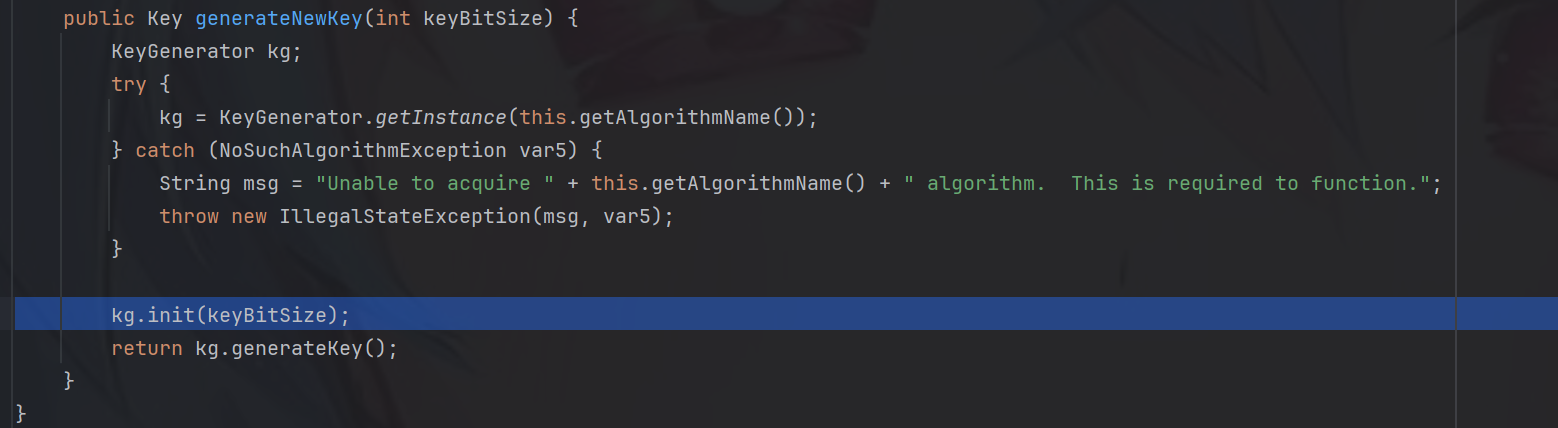 public Key generateNewKey(int keyBitSize) {
KeyGenerator kg;
try {
kg = KeyGenerator.getInstance(this.getAlgorithmName());
} catch (NoSuchAlgorithmException var5) {
String msg = "Unable to acquire " + this.getAlgorithmName() + " algorithm.  This is required to function.";
throw new IllegalStateException(msg, var5);
}
kg.init(keyBitSize);
return kg.generateKey();
}
}